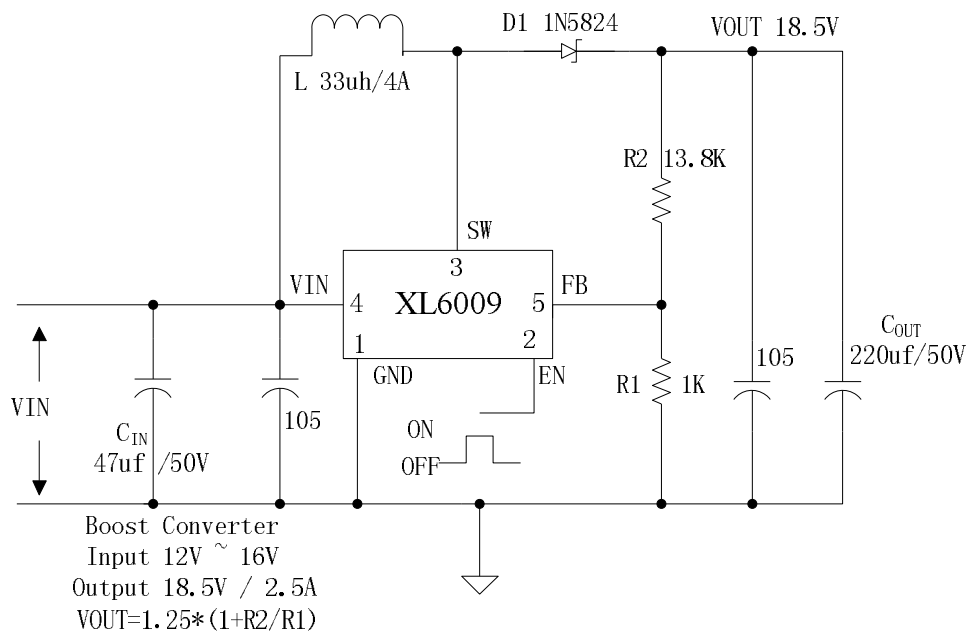 D1 1N5824
VOUT 18.5V
L 33uh/4A
R2 13.8K
SW
3
VIN
4
XL6009
5
FB
1
2
GND
EN
R1 1K
105
COUT
220uf/50V
VIN
CIN
47uf/50V
105
ON
OFF
Boost Converter
Input 12V ~ 16V
Output 18.5V / 2.5A
VOUT=1.25*(1+R2/R1)